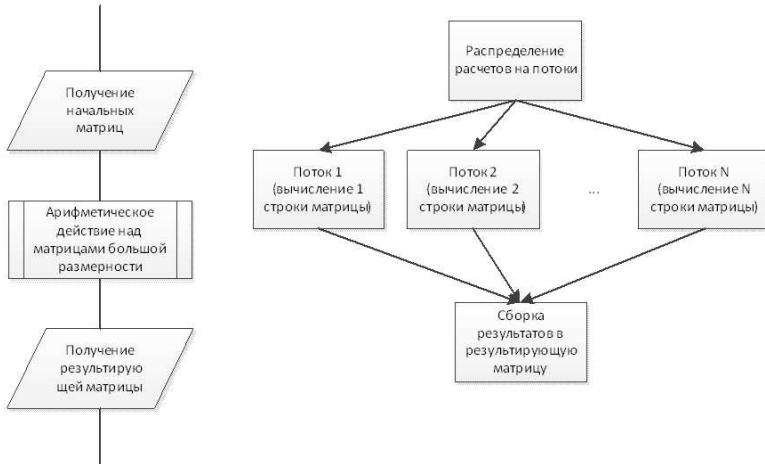 Получение
начальных
матриц
Арифметическое
действие над
матрицами большой
размерности
Получение
результирую
щей матрицы
Распределение
расчетов на потоки
Поток 1
(вычисление 1
строки матрицы)
Поток 2
(вычисление 2
строки матрицы)
...
Поток N
(вычисление N
строки матрицы)
Сборка
результатов в
результирующую
матрицу